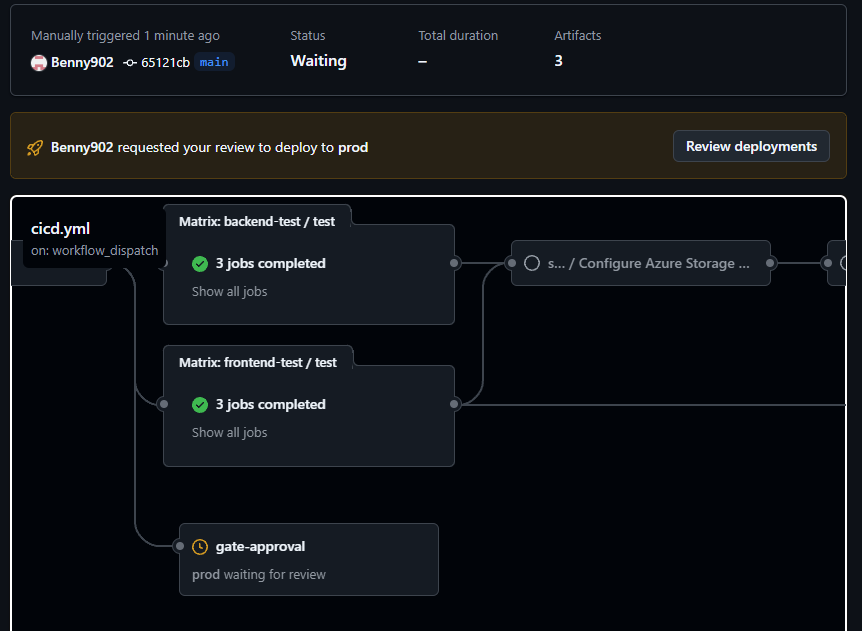 Manually triggered 1 minute ago
Status
Total duration
Artifacts
Benny902 65121cb main
Waiting
–
3
Benny902 requested your review to deploy to prod
Review deployments
cicd.yml
on: workflow_dispatch
Matrix: backend-test / test
3 jobs completed
Show all jobs
s... / Configure Azure Storage ...
Matrix: frontend-test / test
3 jobs completed
Show all jobs
gate-approval
prod waiting for review